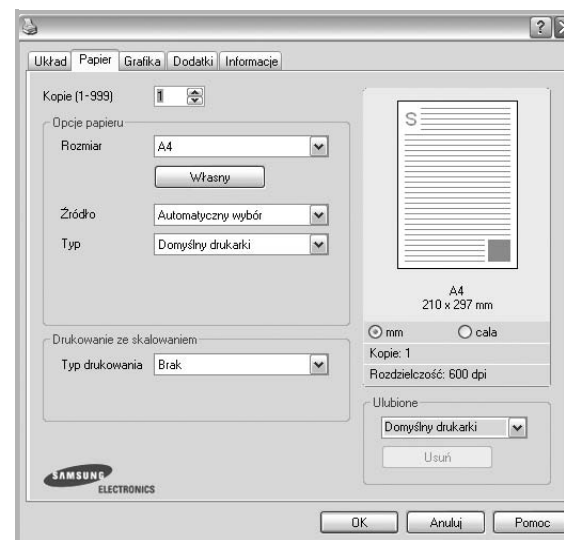 Układ Papier Grafika Dodatki Informacje
Kopie (1-999) 1
Opcje papieru
Rozmiar A4
Własny
Źródło Automatyczny wybór
Typ Domyślny drukarki
Drukowanie ze skalowaniem
Typ drukowania Brak
SAMSUNG
ELECTRONICS
S
A4
210 x 297 mm
mm cala
Kopie: 1
Rozdzielczość: 600 dpi
Ulubione
Domyślny drukarki
Usuń
OK Anuluj Pomoc